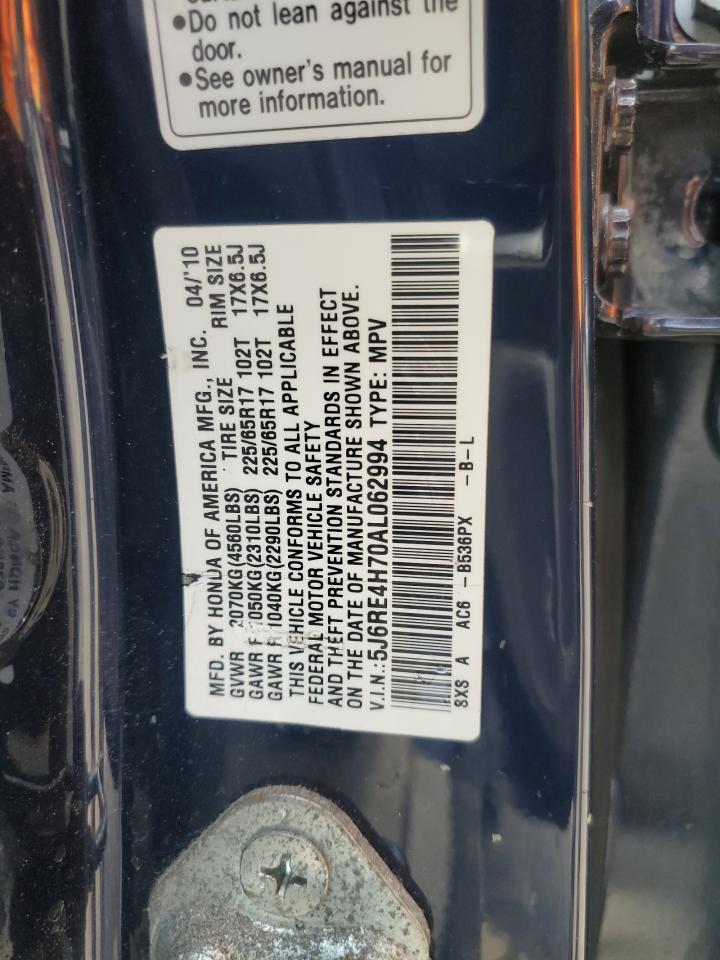 ●Do not lean against the
door.
●See owner's manual for
more information.
MFD. BY HONDA OF AMERICA MFG., INC. 04/'10
GVWR 2070KG(4560LBS) TIRE SIZE RIM SIZE
GAWR F 1050KG(2310LBS) 225/65R17 102T 17X6.5J
GAWR R 1040KG(2290LBS) 225/65R17 102T 17X6.5J
THIS VEHICLE CONFORMS TO ALL APPLICABLE
FEDERAL MOTOR VEHICLE SAFETY
AND THEFT PREVENTION STANDARDS IN EFFECT
ON THE DATE OF MANUFACTURE SHOWN ABOVE.
V.I.N.:5J6RE4H70AL062994 TYPE: MPV
SXS A AC6 -B536PX -B-L